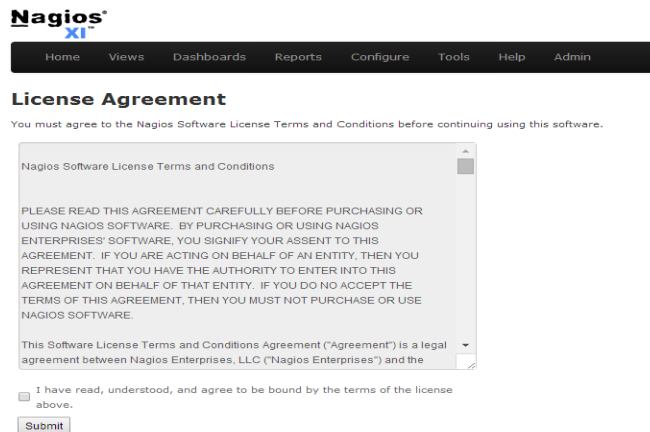 Nagios®
XI™
Home Views Dashboards Reports Configure Tools Help Admin
License Agreement
You must agree to the Nagios Software License Terms and Conditions before continuing using this software.
Nagios Software License Terms and Conditions
PLEASE READ THIS AGREEMENT CAREFULLY BEFORE PURCHASING OR
USING NAGIOS SOFTWARE. BY PURCHASING OR USING NAGIOS
ENTERPRISES' SOFTWARE, YOU SIGNIFY YOUR ASSENT TO THIS
AGREEMENT. IF YOU ARE ACTING ON BEHALF OF AN ENTITY, THEN YOU
REPRESENT THAT YOU HAVE THE AUTHORITY TO ENTER INTO THIS
AGREEMENT ON BEHALF OF THAT ENTITY. IF YOU DO NO ACCEPT THE
TERMS OF THIS AGREEMENT, THEN YOU MUST NOT PURCHASE OR USE
NAGIOS SOFTWARE.
This Software License Terms and Conditions Agreement ("Agreement") is a legal
agreement between Nagios Enterprises, LLC ("Nagios Enterprises") and the
I have read, understood, and agree to be bound by the terms of the license
above.
Submit